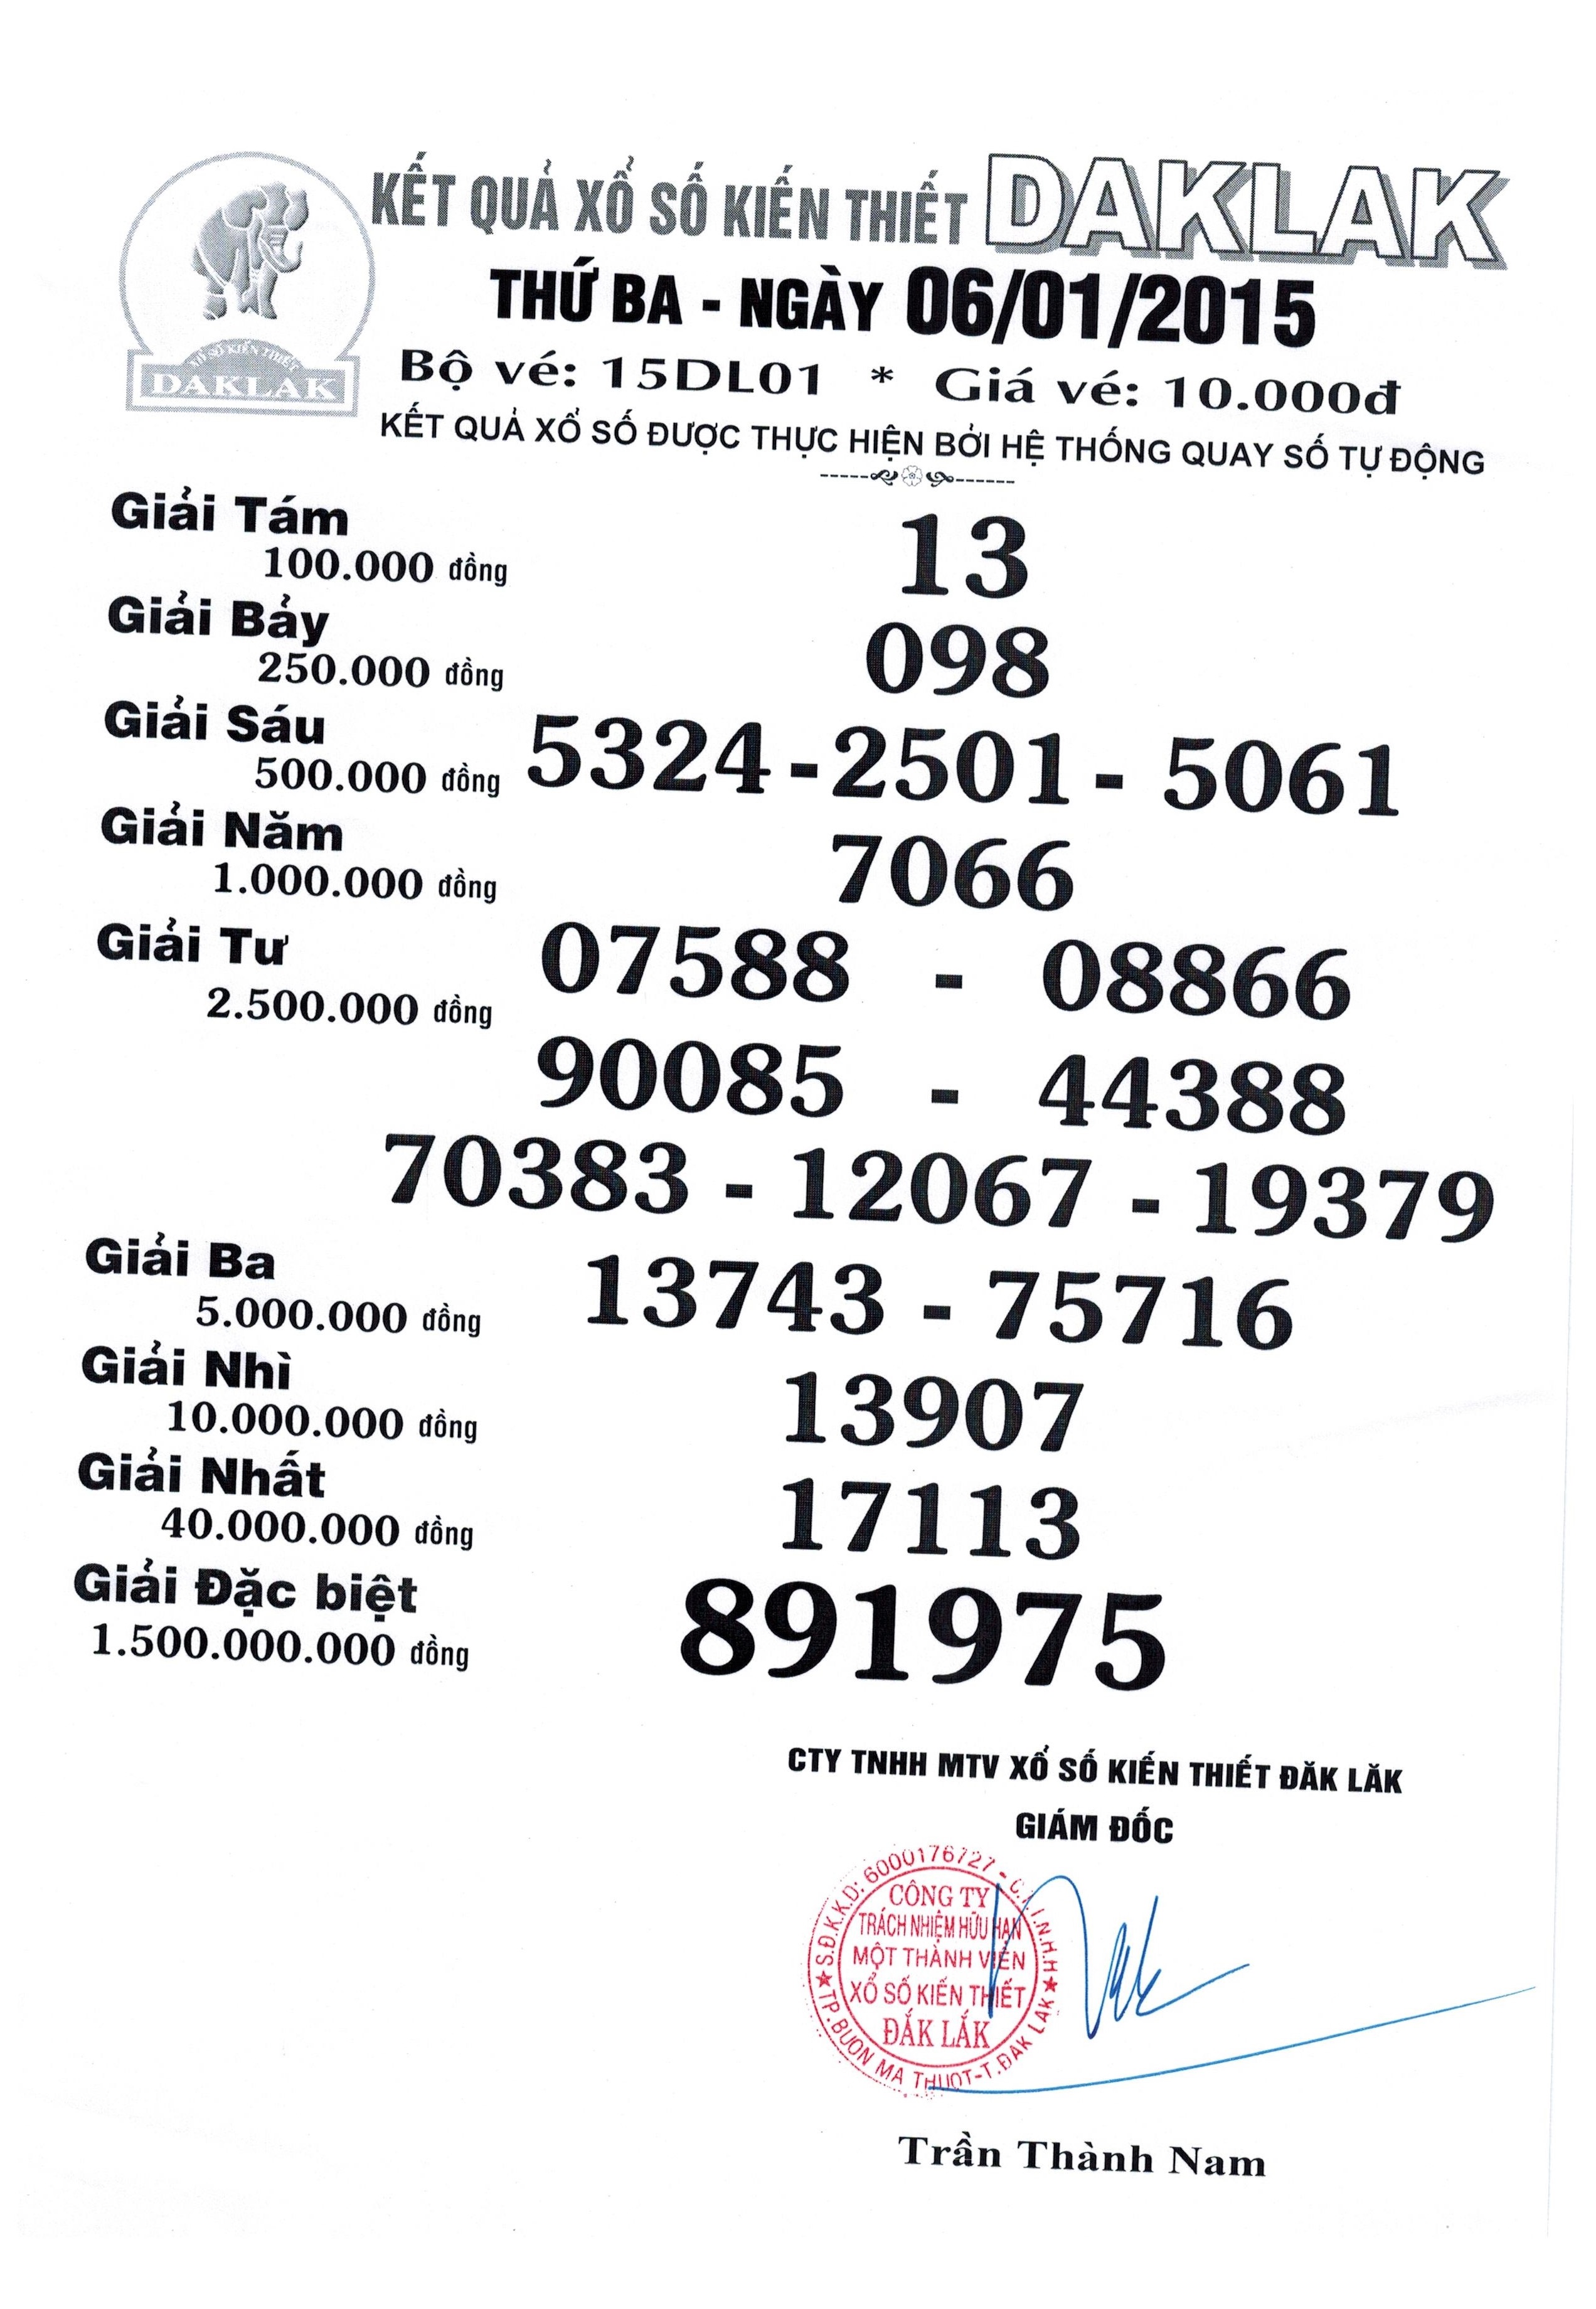 KẾT QUẢ XỔ SỐ KIẾN THIẾT DAKLAK
XỔ SỐ KIẾN THIẾT
DAKLAK
THỨ BA - NGÀY 06/01/2015
Bộ vé: 15DL01 * Giá vé: 10.000đ
KẾT QUẢ XỔ SỐ ĐƯỢC THỰC HIỆN BỞI HỆ THỐNG QUAY SỐ TỰ ĐỘNG
Giải Tám
100.000 đồng
13
Giải Bảy
250.000 đồng
098
Giải Sáu
500.000 đồng
5324 - 2501 - 5061
Giải Năm
1.000.000 đồng
7066
Giải Tư
2.500.000 đồng
07588 - 08866
90085 - 44388
70383 - 12067 - 19379
Giải Ba
5.000.000 đồng
13743 - 75716
Giải Nhì
10.000.000 đồng
13907
Giải Nhất
40.000.000 đồng
17113
Giải Đặc biệt
1.500.000.000 đồng
891975
CTY TNHH MTV XỔ SỐ KIẾN THIẾT ĐĂK LĂK
GIÁM ĐỐC
S.Đ.K.K.D: 6000176727 - C.T.T.N.H.H
CÔNG TY
TRÁCH NHIỆM HỮU HẠN
MỘT THÀNH VIÊN
XỔ SỐ KIẾN THIẾT
ĐẮK LẮK
TP.BUÔN MA THUỘT-T.ĐAK LAK
Trần Thành Nam